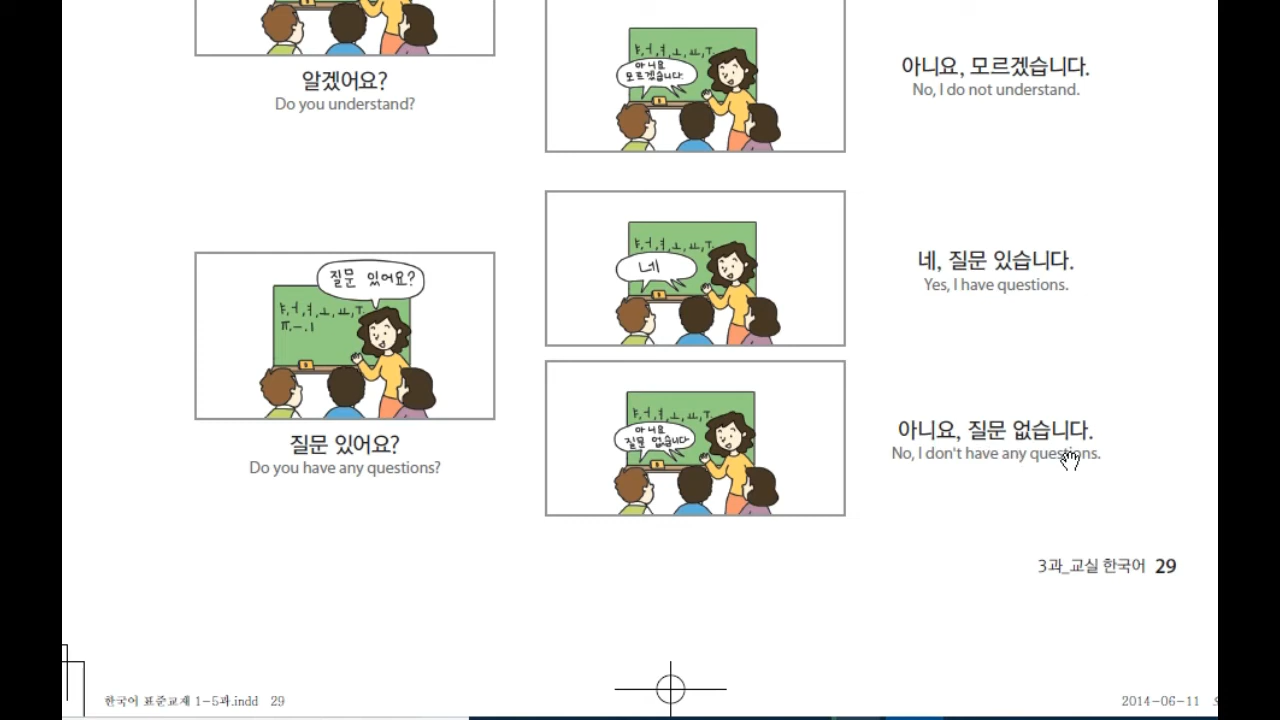 알겠어요?
Do you understand?
ㅑ,ㅓ,ㅕ,ㅗ,ㅛ,ㅜ
아니요
모르겠습니다.
아니요, 모르겠습니다.
No, I do not understand.
질문 있어요?
ㅑ,ㅓ,ㅕ,ㅗ,ㅛ,ㅜ,
ㅠ,ㅡ,ㅣ
질문 있어요?
Do you have any questions?
ㅑ,ㅓ,ㅕ,ㅗ,ㅛ,ㅜ
네
네, 질문 있습니다.
Yes, I have questions.
ㅑ,ㅓ,ㅕ,ㅗ,ㅛ,ㅜ
아니요
질문 없습니다
아니요, 질문 없습니다.
No, I don't have any questions.
3과_교실 한국어 29
한국어 표준교재 1-5과.indd 29
2014-06-11